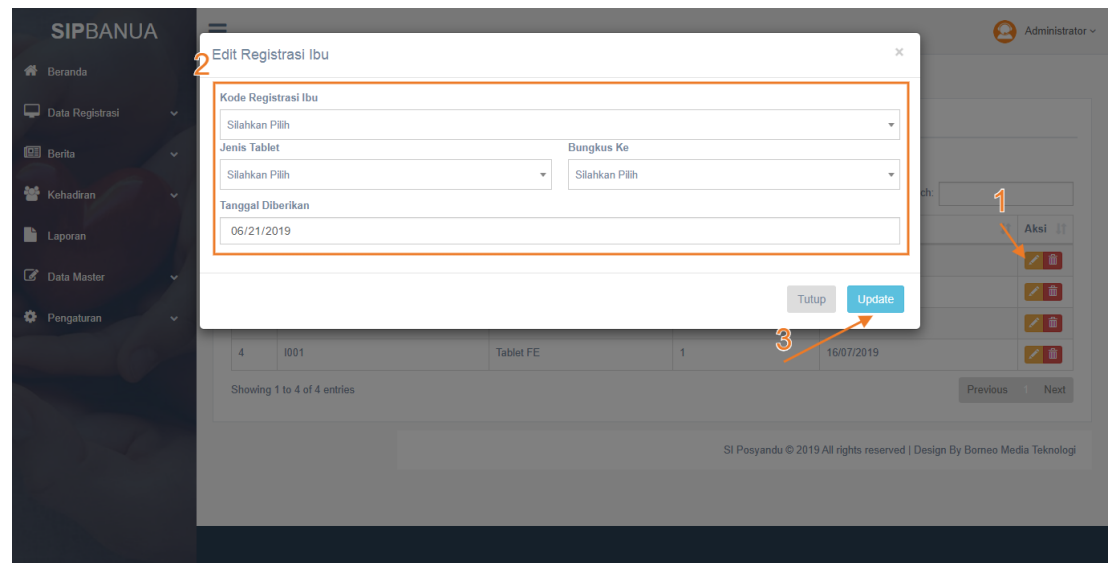 SIPBANUA
Administrator
2
Edit Registrasi Ibu
×
Beranda
Data Registrasi
Berita
Kehadiran
Laporan
Data Master
Pengaturan
Kode Registrasi Ibu
Silahkan Pilih
Jenis Tablet
Bungkus Ke
Silahkan Pilih
Silahkan Pilih
Tanggal Diberikan
06/21/2019
ch:
1
Aksi
Tutup
Update
3
4 I001 Tablet FE 1 16/07/2019
Showing 1 to 4 of 4 entries
Previous 1 Next
SI Posyandu © 2019 All rights reserved | Design By Borneo Media Teknologi